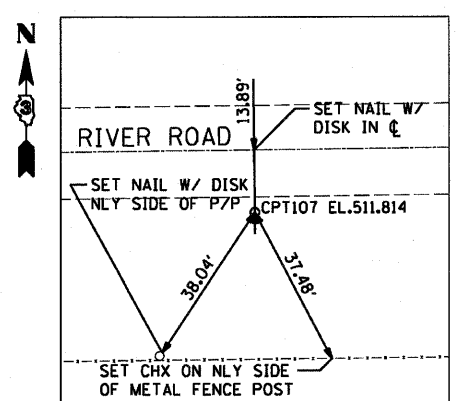 N
3
13.89'
SET NAIL W/
DISK IN ℄
RIVER ROAD
SET NAIL W/ DISK
NLY SIDE OF P/P
CPT107 EL.511.814
38.04'
37.48'
SET CHX ON NLY SIDE
OF METAL FENCE POST